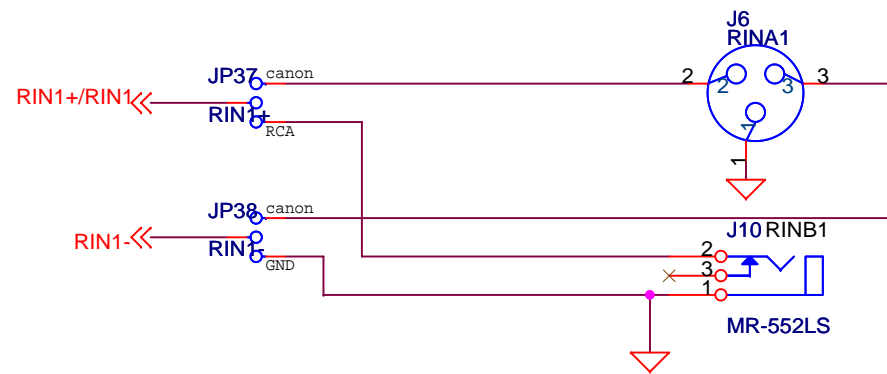 J6
RINA1
JP37 canon
2
3
2
3
RIN1+/RIN1
RIN1+
RCA
1
1
JP38 canon
RIN1-
RIN1-
GND
J10 RINB1
2
3
1
MR-552LS